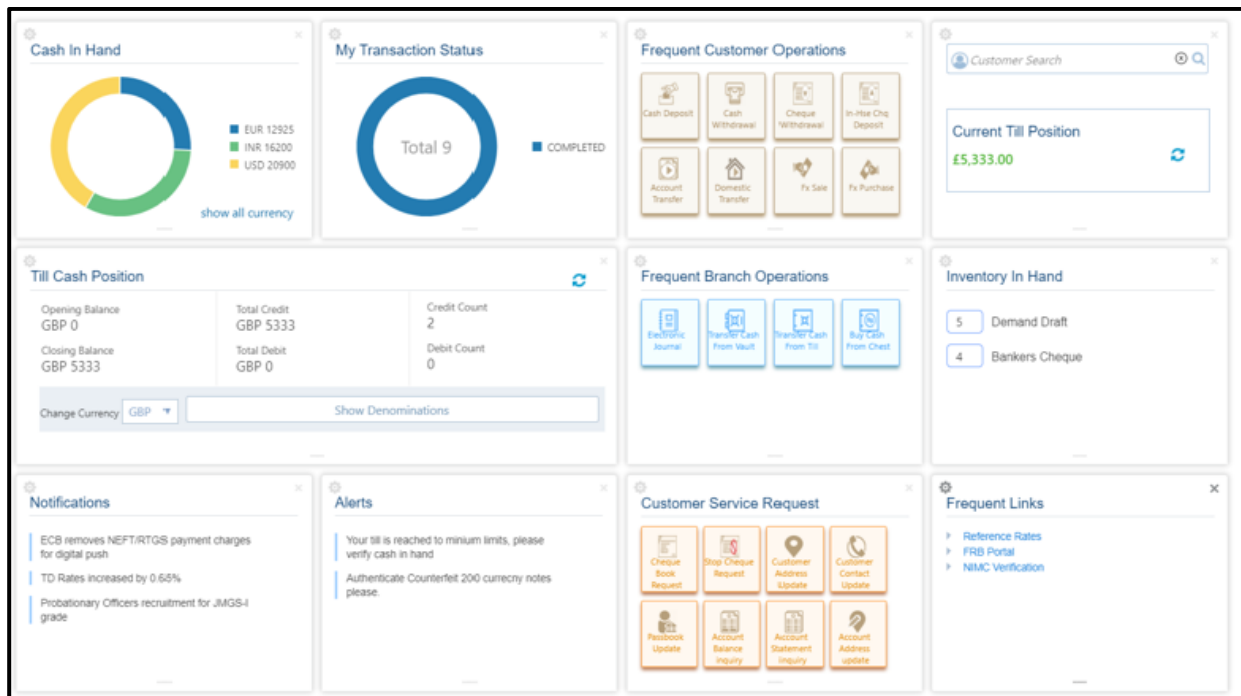 Cash In Hand
EUR 12925
INR 16200
USD 20900
show all currency
My Transaction Status
Total 9
COMPLETED
Frequent Customer Operations
Cash Deposit
Cash
Withdrawal
Cheque
Withdrawal
In-Hse Chq
Deposit
Account
Transfer
Domestic
Transfer
Fx Sale
Fx Purchase
Customer Search
Current Till Position
£5,333.00
Till Cash Position
Opening Balance
GBP 0
Total Credit
GBP 5333
Credit Count
2
Closing Balance
GBP 5333
Total Debit
GBP 0
Debit Count
0
Change Currency
GBP
Show Denominations
Frequent Branch Operations
Electronic
Journal
Transfer Cash
From Vault
Transfer Cash
From Till
Buy Cash
From Chest
Inventory In Hand
5 Demand Draft
4 Bankers Cheque
Notifications
ECB removes NEFT/RTGS payment charges
for digital push
TD Rates increased by 0.65%
Probationary Officers recruitment for JMGS-I
grade
Alerts
Your till is reached to minium limits, please
verify cash in hand
Authenticate Counterfeit 200 currecny notes
please.
Customer Service Request
Cheque
Book
Request
Stop Cheque
Request
Customer
Address
Update
Customer
Contact
Update
Passbook
Update
Account
Balance
inquiry
Account
Statement
Inquiry
Account
Address
update
Frequent Links
Reference Rates
FRB Portal
NIMC Verification